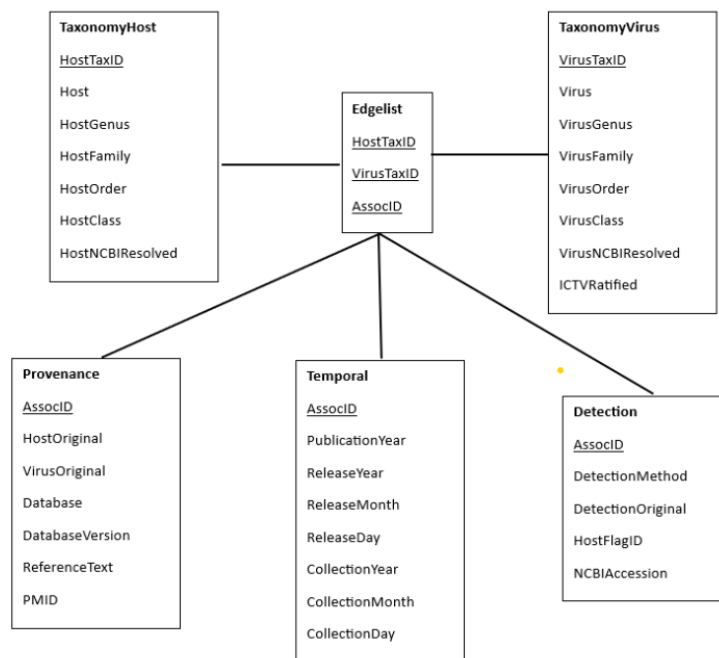 TaxonomyHost
HostTaxID
Host
HostGenus
HostFamily
HostOrder
HostClass
HostNCBIResolved
Edgelist
HostTaxID
VirusTaxID
AssocID
TaxonomyVirus
VirusTaxID
Virus
VirusGenus
VirusFamily
VirusOrder
VirusClass
VirusNCBIResolved
ICTVRatified
Provenance
AssocID
HostOriginal
VirusOriginal
Database
DatabaseVersion
ReferenceText
PMID
Temporal
AssocID
PublicationYear
ReleaseYear
ReleaseMonth
ReleaseDay
CollectionYear
CollectionMonth
CollectionDay
Detection
AssocID
DetectionMethod
DetectionOriginal
HostFlagID
NCBIAccession